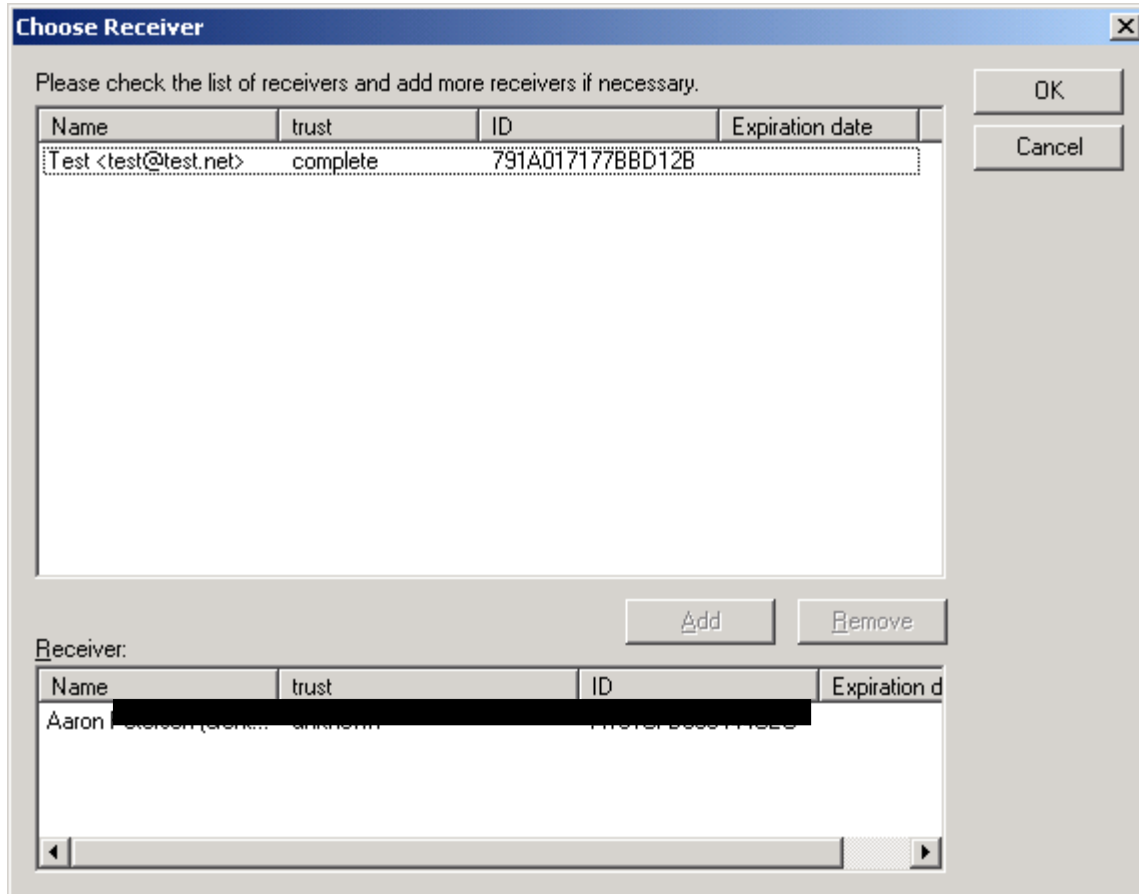 Choose Receiver
Please check the list of receivers and add more receivers if necessary.
OK
Cancel
Name trust ID Expiration date
Test <test@test.net> complete 791A017177BBD12B
Add Remove
Receiver:
Name trust ID Expiration d
Aaron